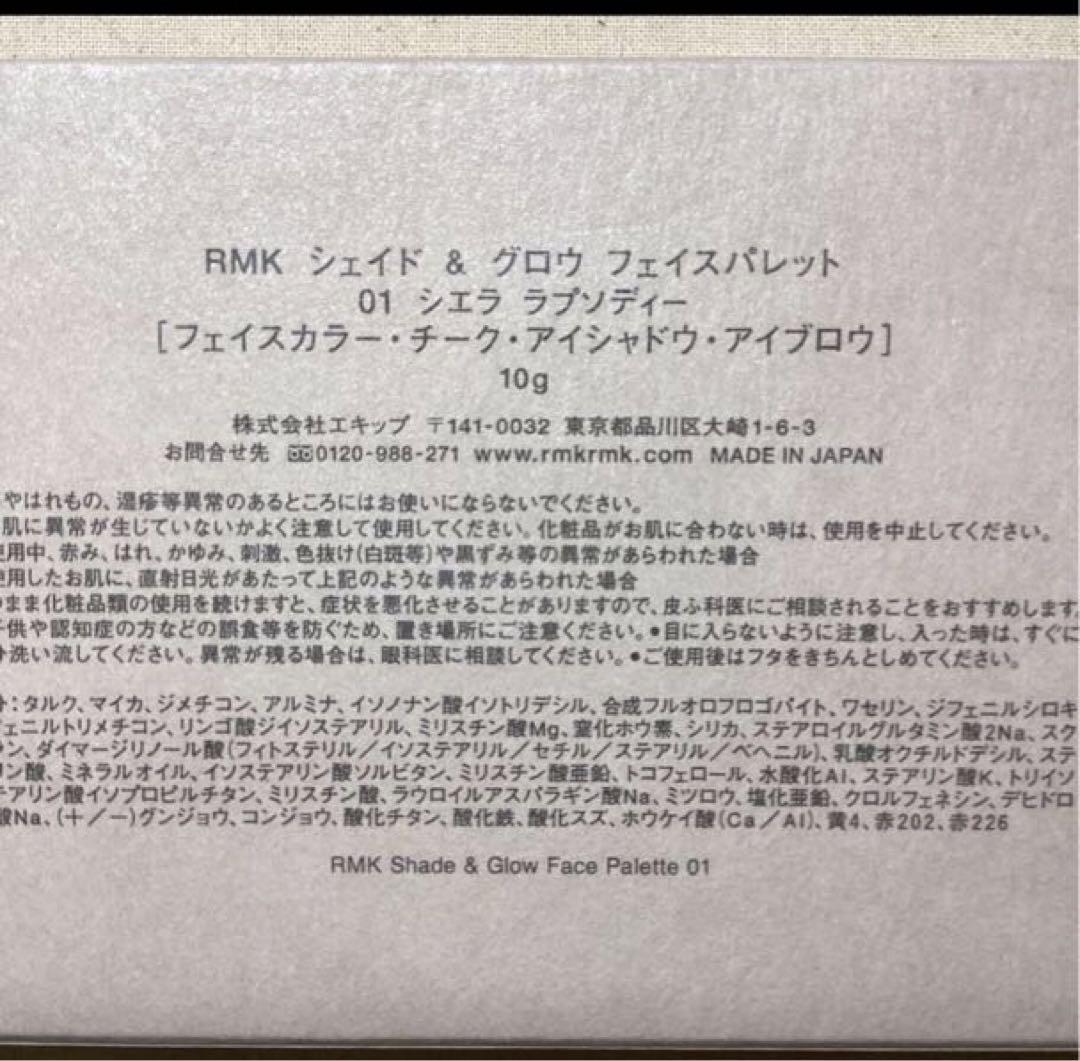 RMK シェイド & グロウ フェイスパレット
01 シエラ ラプソディー
[フェイスカラー・チーク・アイシャドウ・アイブロウ]
10g
株式会社エキップ 〒141-0032 東京都品川区大崎1-6-3
お問合せ先 0120-988-271 www.rmkrmk.com MADE IN JAPAN
やはれもの、湿疹等異常のあるところにはお使いにならないでください。
肌に異常が生じていないかよく注意して使用してください。化粧品がお肌に合わない時は、使用を中止してください。
使用中、赤み、はれ、かゆみ、刺激、色抜け(白斑等)や黒ずみ等の異常があらわれた場合
使用したお肌に、直射日光があたって上記のような異常があらわれた場合
まま化粧品類の使用を続けますと、症状を悪化させることがありますので、皮ふ科医にご相談されることをおすすめします
子供や認知症の方などの誤食等を防ぐため、置き場所にご注意ください。●目に入らないように注意し、入った時は、すぐに
洗い流してください。異常が残る場合は、眼科医に相談してください。●ご使用後はフタをきちんとしめてください。
:タルク、マイカ、ジメチコン、アルミナ、イソノナン酸イソトリデシル、合成フルオロフロゴパイト、ワセリン、ジフェニルシロキ
フェニルトリメチコン、リンゴ酸ジイソステアリル、ミリスチン酸Mg、窒化ホウ素、シリカ、ステアロイルグルタミン酸2Na、スク
ン、ダイマージリノール酸(フィトステリル/イソステアリル/セチル/ステアリル/ベヘニル)、乳酸オクチルドデシル、ステ
リン酸、ミネラルオイル、イソステアリン酸ソルビタン、ミリスチン酸亜鉛、トコフェロール、水酸化Al、ステアリン酸K、トリイソ
テアリン酸イソプロピルチタン、ミリスチン酸、ラウロイルアスパラギン酸Na、ミツロウ、塩化亜鉛、クロルフェネシン、デヒドロ
酸Na、(+/-)グンジョウ、コンジョウ、酸化チタン、酸化鉄、酸化スズ、ホウケイ酸(Ca/Al)、黄4、赤202、赤226
RMK Shade & Glow Face Palette 01